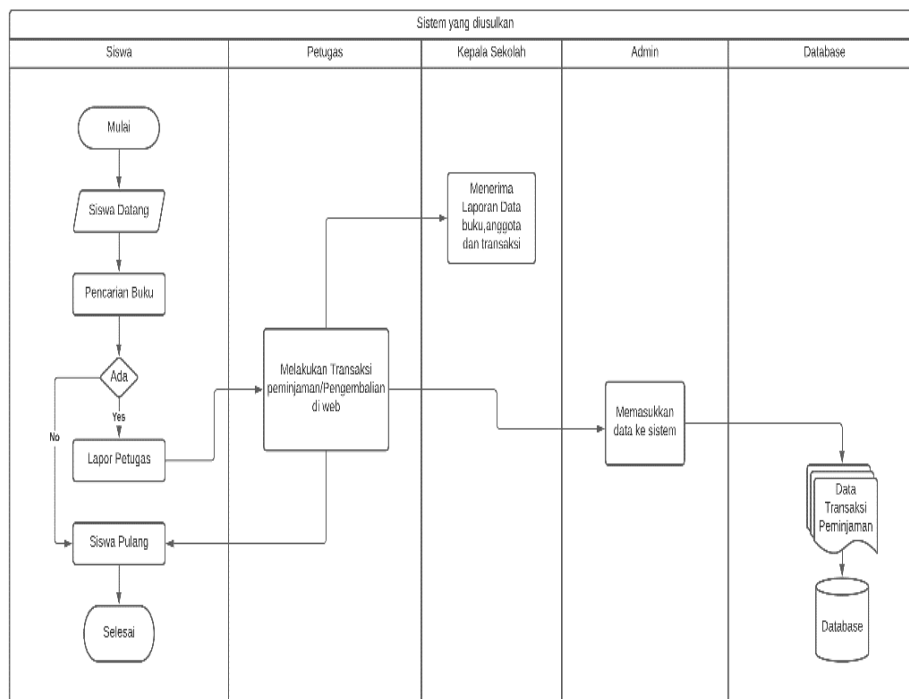 Sistem yang diusulkan
Siswa
Petugas
Kepala Sekolah
Admin
Database
Mulai
Siswa Datang
Pencarian Buku
Ada
Yes
No
Lapor Petugas
Siswa Pulang
Selesai
Melakukan Transaksi
peminjaman/Pengembalian
di web
Menerima
Laporan Data
buku,anggota
dan transaksi
Memasukkan
data ke sistem
Data
Transaksi
Peminjaman
Database